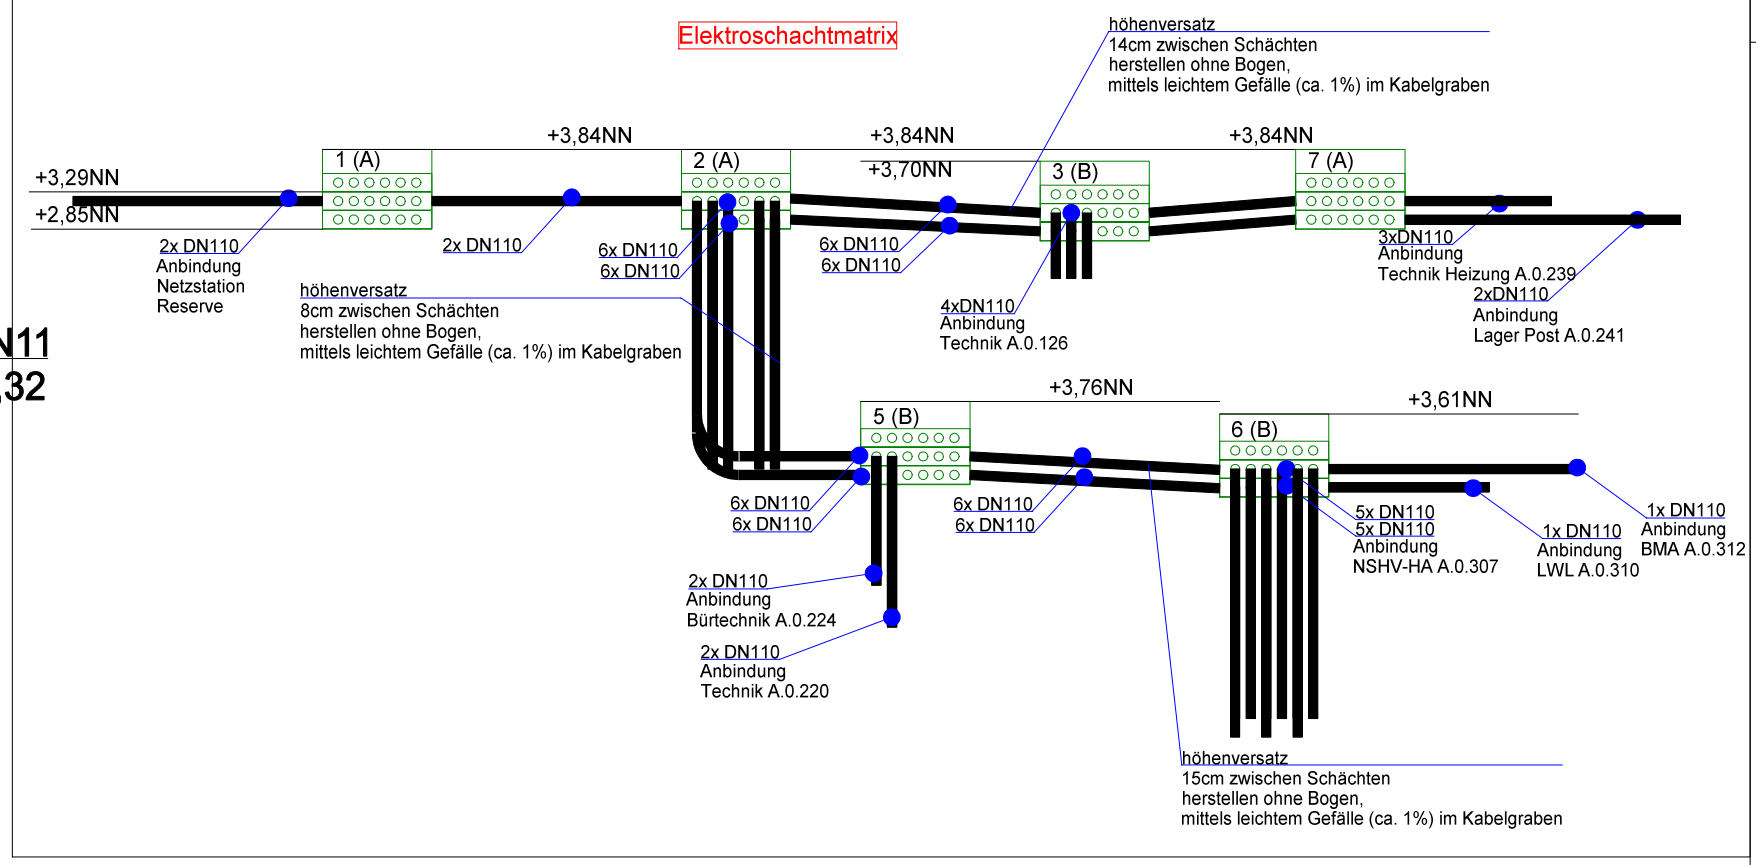 Elektroschachtmatrix
höhenversatz
14cm zwischen Schächten
herstellen ohne Bogen,
mittels leichtem Gefälle (ca. 1%) im Kabelgraben
+3,84NN
+3,84NN
+3,84NN
1 (A)
2 (A)
+3,70NN
3 (B)
7 (A)
+3,29NN
+2,85NN
2x DN110
Anbindung
Netzstation
Reserve
2x DN110
6x DN110
6x DN110
6x DN110
6x DN110
3xDN110
Anbindung
Technik Heizung A.0.239
2xDN110
Anbindung
Lager Post A.0.241
4xDN110
Anbindung
Technik A.0.126
höhenversatz
8cm zwischen Schächten
herstellen ohne Bogen,
mittels leichtem Gefälle (ca. 1%) im Kabelgraben
N11
,32
+3,76NN
+3,61NN
5 (B)
6 (B)
6x DN110
6x DN110
6x DN110
6x DN110
5x DN110
5x DN110
Anbindung
NSHV-HA A.0.307
1x DN110
Anbindung
LWL A.0.310
1x DN110
Anbindung
BMA A.0.312
2x DN110
Anbindung
Bürtechnik A.0.224
2x DN110
Anbindung
Technik A.0.220
höhenversatz
15cm zwischen Schächten
herstellen ohne Bogen,
mittels leichtem Gefälle (ca. 1%) im Kabelgraben